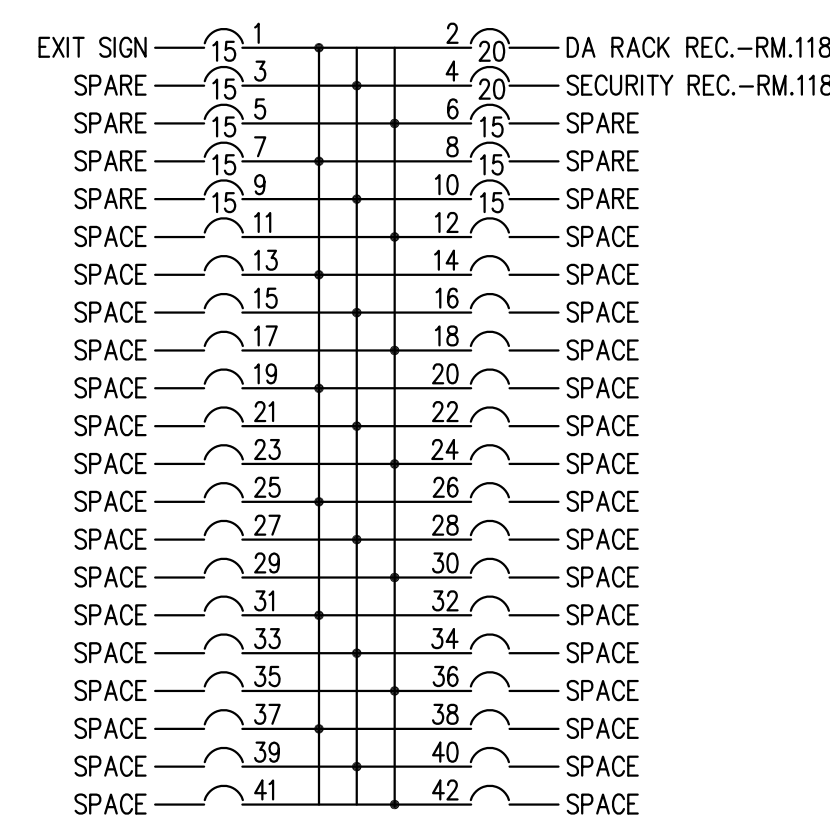 EXIT SIGN 15 1 2 20 DA RACK REC.-RM.118
SPARE 15 3 4 20 SECURITY REC.-RM.118
SPARE 15 5 6 15 SPARE
SPARE 15 7 8 15 SPARE
SPARE 15 9 10 15 SPARE
SPACE 11 12 SPACE
SPACE 13 14 SPACE
SPACE 15 16 SPACE
SPACE 17 18 SPACE
SPACE 19 20 SPACE
SPACE 21 22 SPACE
SPACE 23 24 SPACE
SPACE 25 26 SPACE
SPACE 27 28 SPACE
SPACE 29 30 SPACE
SPACE 31 32 SPACE
SPACE 33 34 SPACE
SPACE 35 36 SPACE
SPACE 37 38 SPACE
SPACE 39 40 SPACE
SPACE 41 42 SPACE